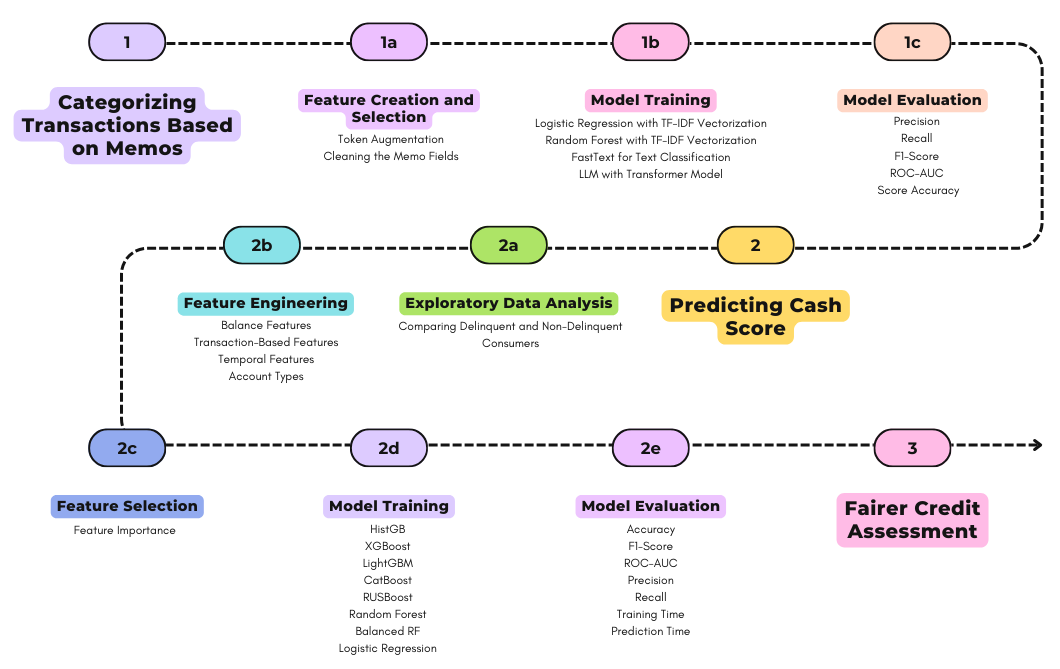 1
Categorizing
Transactions Based
on Memos
1a
Feature Creation and
Selection
Token Augmentation
Cleaning the Memo Fields
1b
Model Training
Logistic Regression with TF-IDF Vectorization
Random Forest with TF-IDF Vectorization
FastText for Text Classification
LLM with Transformer Model
1c
Model Evaluation
Precision
Recall
F1-Score
ROC-AUC
Score Accuracy
2
Predicting Cash
Score
2a
Exploratory Data Analysis
Comparing Delinquent and Non-Delinquent
Consumers
2b
Feature Engineering
Balance Features
Transaction-Based Features
Temporal Features
Account Types
2c
Feature Selection
Feature Importance
2d
Model Training
HistGB
XGBoost
LightGBM
CatBoost
RUSBoost
Random Forest
Balanced RF
Logistic Regression
2e
Model Evaluation
Accuracy
F1-Score
ROC-AUC
Precision
Recall
Training Time
Prediction Time
3
Fairer Credit
Assessment